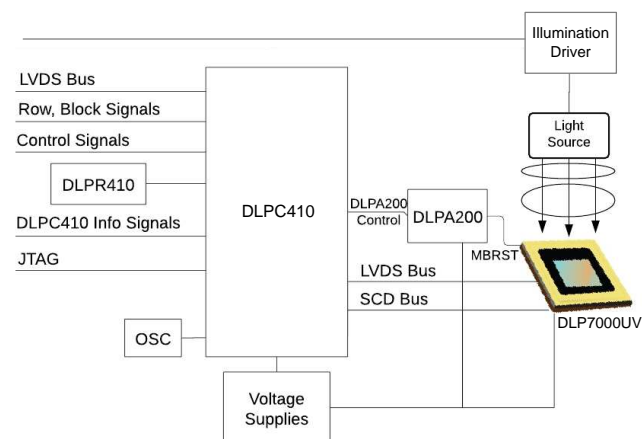 Illumination
Driver
LVDS Bus
Row, Block Signals
Control Signals
Light
Source
DLPR410
DLPC410
DLPA200
Control
DLPA200
DLPC410 Info Signals
MBRST
JTAG
LVDS Bus
SCD Bus
DLP7000UV
OSC
Voltage
Supplies